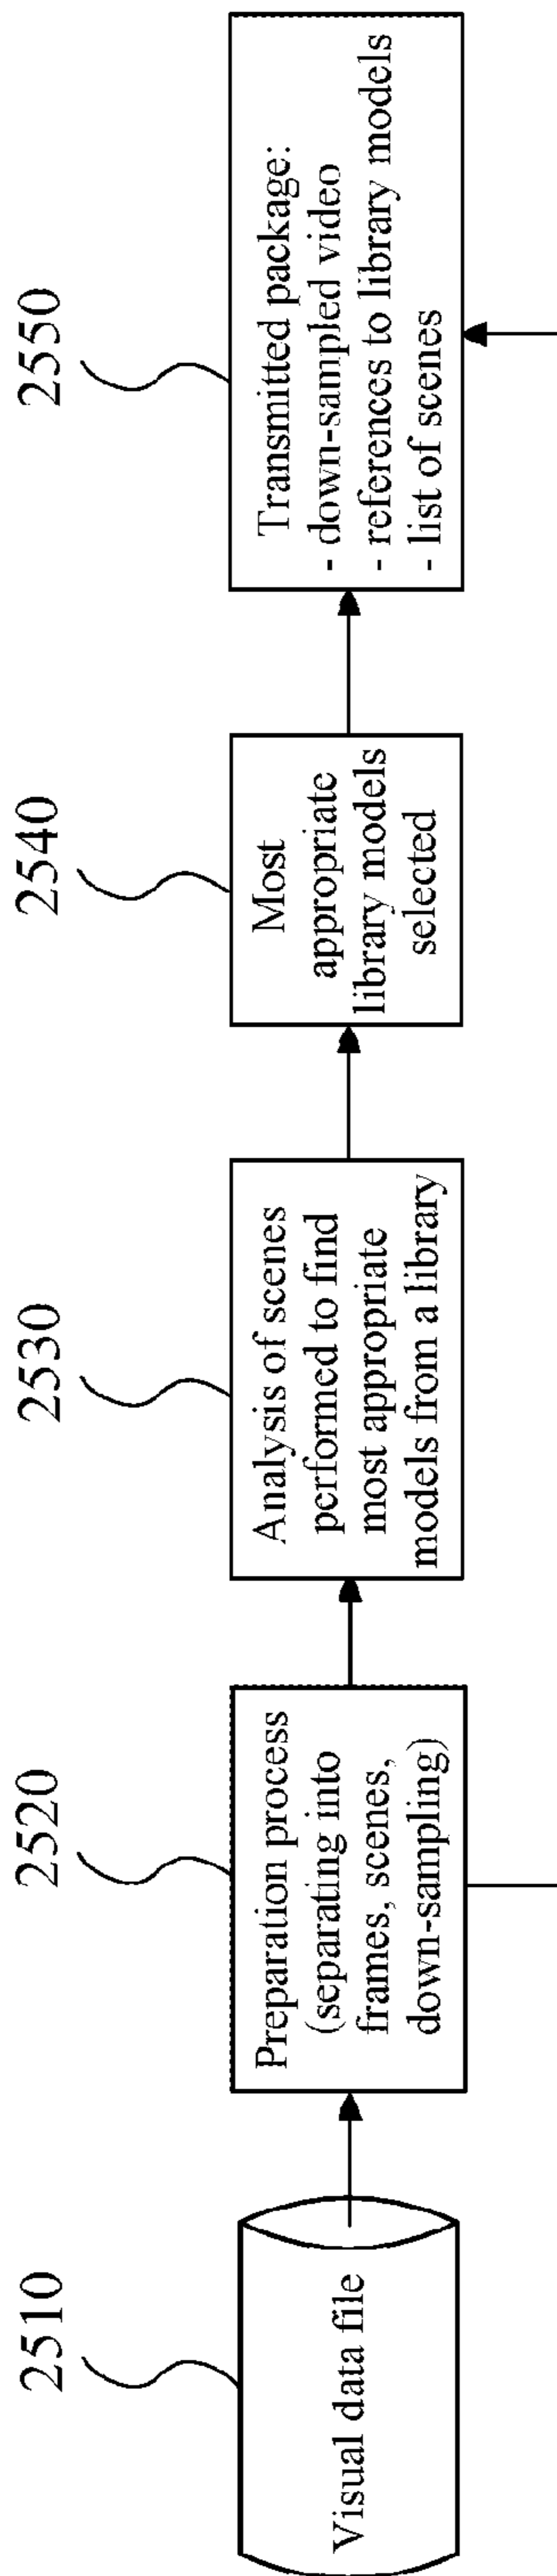 2510
Visual data file
2520
Preparation process
(separating into
frames, scenes,
down-sampling)
2530
Analysis of scenes
performed to find
most appropriate
models from a library
2540
Most
appropriate
library models
selected
2550
Transmitted package:
- down-sampled video
- references to library models
- list of scenes